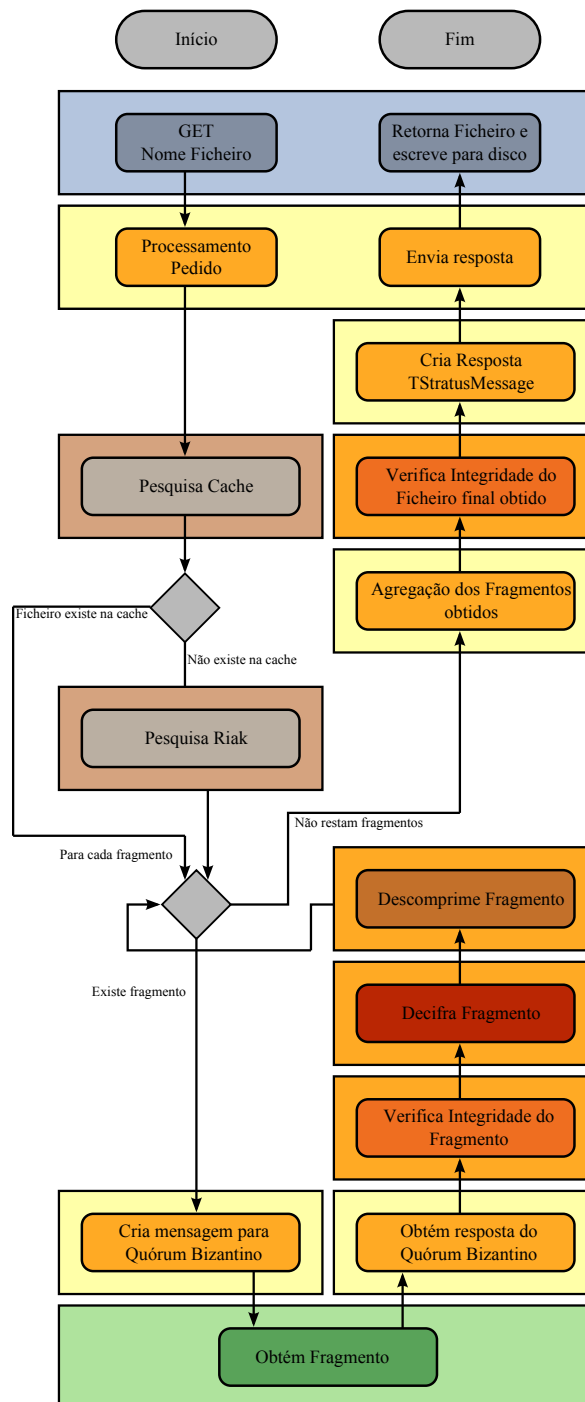 Início
Fim
GET
Nome Ficheiro
Retorna Ficheiro e
escreve para disco
Processamento
Pedido
Envia resposta
Cria Resposta
TStratusMessage
Pesquisa Cache
Verifica Integridade do
Ficheiro final obtido
Agregação dos Fragmentos
obtidos
Ficheiro existe na cache
Não existe na cache
Pesquisa Riak
Não restam fragmentos
Para cada fragmento
Descomprime Fragmento
Existe fragmento
Decifra Fragmento
Verifica Integridade do
Fragmento
Cria mensagem para
Quórum Bizantino
Obtém resposta do
Quórum Bizantino
Obtém Fragmento